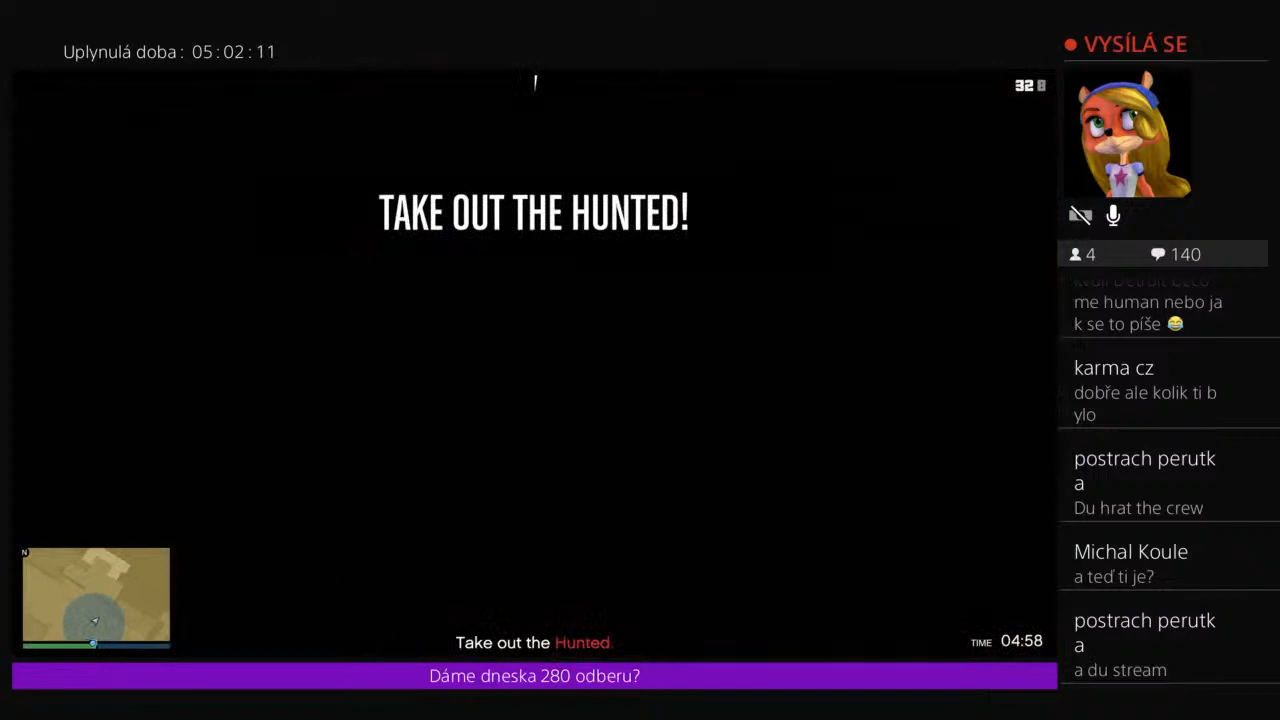 Uplynulá doba: 05:02:11
VYSÍLÁ SE
32 8
TAKE OUT THE HUNTED!
4 140
me human nebo ja
k se to píše 😂
karma cz
dobře ale kolik ti b
ylo
postrach perutk
a
Du hrat the crew
Michal Koule
a teď ti je?
postrach perutk
a
a du stream
N
Take out the Hunted.
TIME 04:58
Dáme dneska 280 odberu?